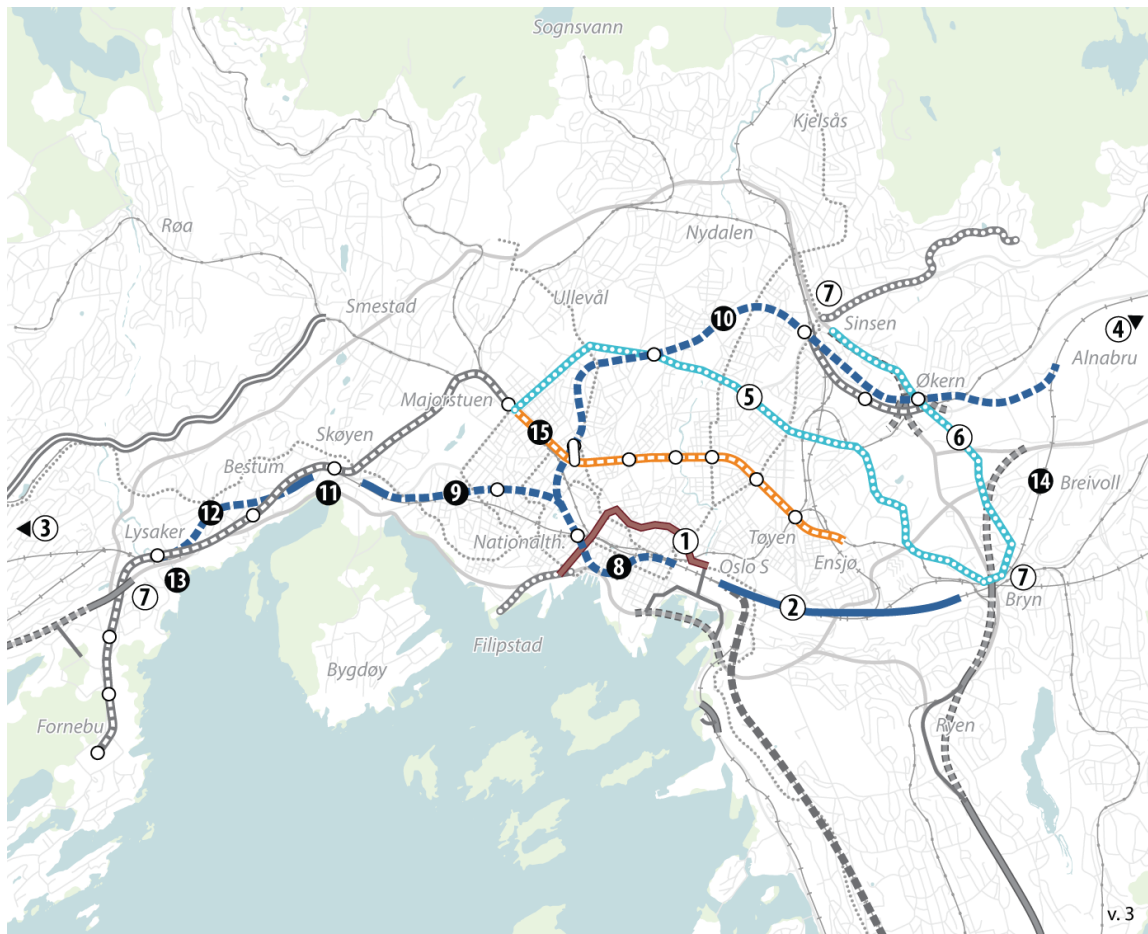 Sognsvann
Kjelsås
Røa
Nydalen
Smestad
Ullevål
7
10
Sinsen
4
Alnabru
Majorstuen
Økern
5
15
Skøyen
6
Bestum
11
9
14
Breivoll
12
3
Lysaker
Nationalth.
1
Tøyen
Ensjø
8
Oslo S
13
7
7
Bryn
2
Filipstad
Bygdøy
Fornebu
Ryen
v. 3